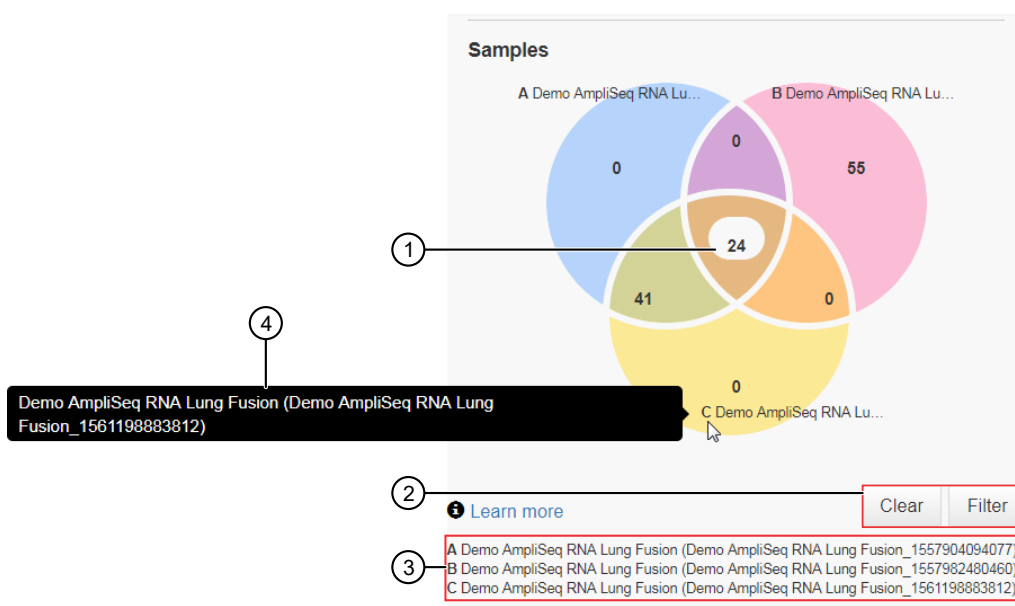 Samples
A Demo AmpliSeq RNA Lu...
B Demo AmpliSeq RNA Lu...
0
0
55
1
24
41
0
4
0
Demo AmpliSeq RNA Lung Fusion (Demo AmpliSeq RNA Lung
Fusion_1561198883812)
C Demo AmpliSeq RNA Lu...
2
Learn more
Clear
Filter
3
A Demo AmpliSeq RNA Lung Fusion (Demo AmpliSeq RNA Lung Fusion_1557904094077)
B Demo AmpliSeq RNA Lung Fusion (Demo AmpliSeq RNA Lung Fusion_1557982480460)
C Demo AmpliSeq RNA Lung Fusion (Demo AmpliSeq RNA Lung Fusion_1561198883812)